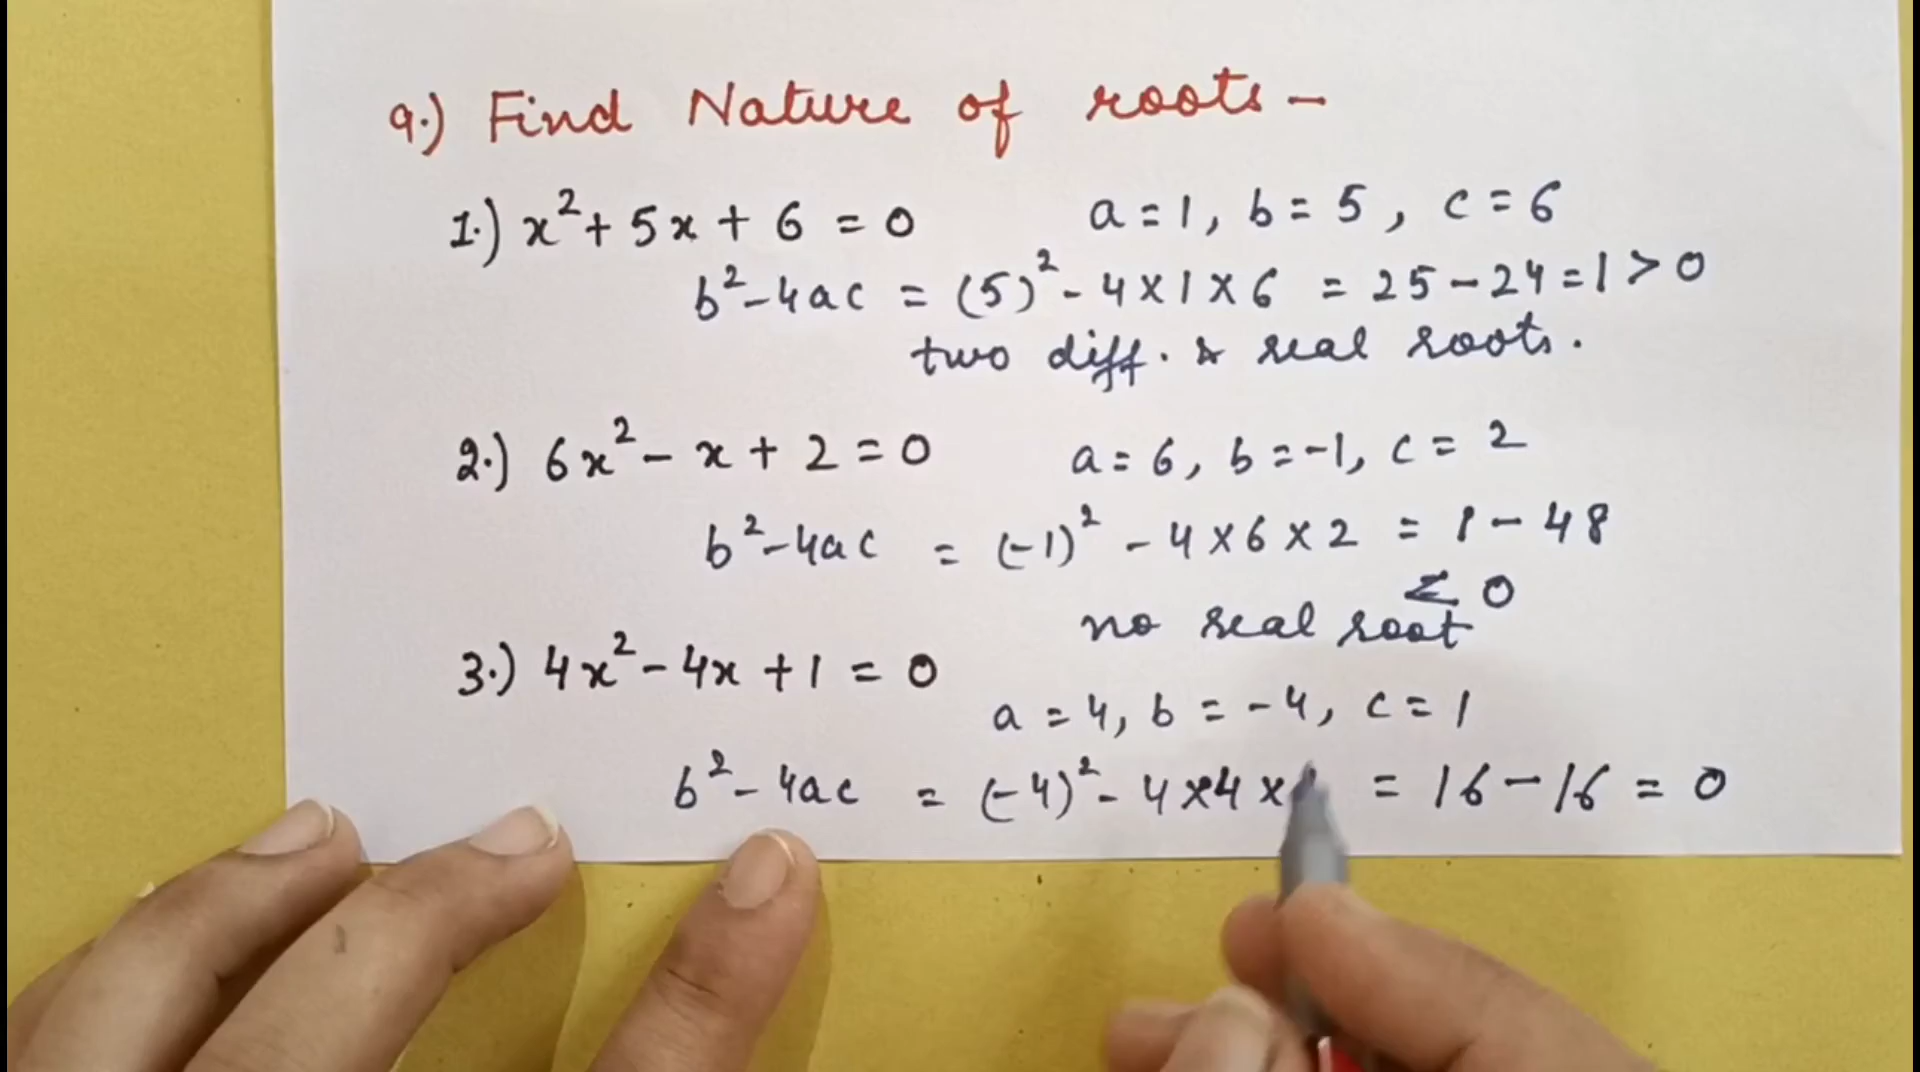 q.) Find Nature of roots -
1.) x² + 5x + 6 = 0 a = 1, b = 5, c = 6
b² - 4ac = (5)² - 4 × 1 × 6 = 25 - 24 = 1 > 0
two diff. & real roots.
2.) 6x² - x + 2 = 0 a = 6, b = -1, c = 2
b² - 4ac = (-1)² - 4 × 6 × 2 = 1 - 48
< 0
no real root
3.) 4x² - 4x + 1 = 0
a = 4, b = -4, c = 1
b² - 4ac = (-4)² - 4 × 4 × = 16 - 16 = 0